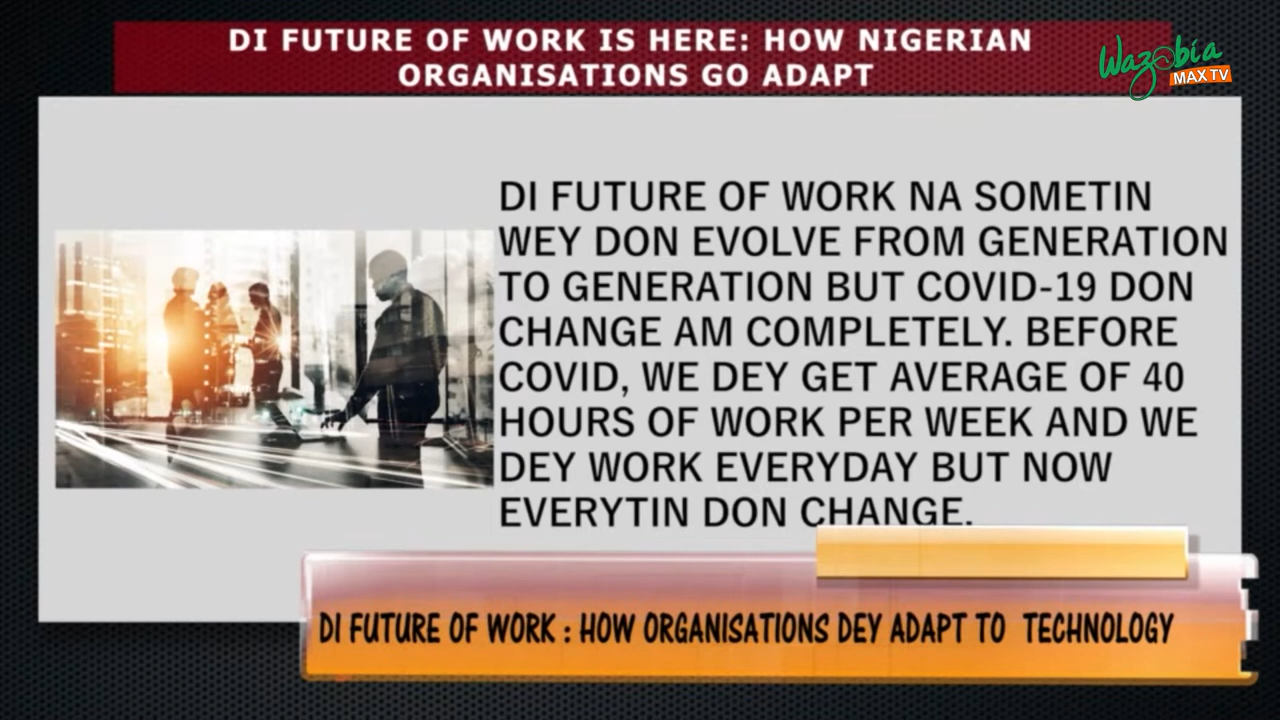 DI FUTURE OF WORK IS HERE: HOW NIGERIAN
ORGANISATIONS GO ADAPT
Wazobia
MAX TV
DI FUTURE OF WORK NA SOMETIN
WEY DON EVOLVE FROM GENERATION
TO GENERATION BUT COVID-19 DON
CHANGE AM COMPLETELY. BEFORE
COVID, WE DEY GET AVERAGE OF 40
HOURS OF WORK PER WEEK AND WE
DEY WORK EVERYDAY BUT NOW
EVERYTIN DON CHANGE.
DI FUTURE OF WORK : HOW ORGANISATIONS DEY ADAPT TO TECHNOLOGY